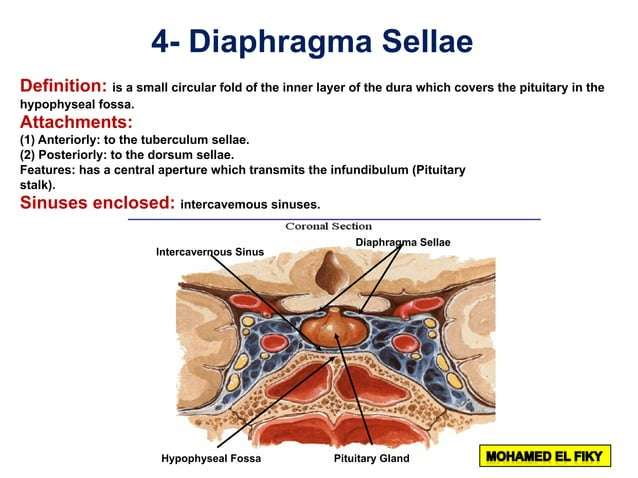 4- Diaphragma Sellae
Definition: is a small circular fold of the inner layer of the dura which covers the pituitary in the
hypophyseal fossa.
Attachments:
(1) Anteriorly: to the tuberculum sellae.
(2) Posteriorly: to the dorsum sellae.
Features: has a central aperture which transmits the infundibulum (Pituitary
stalk).
Sinuses enclosed: intercavemous sinuses.
Coronal Section
Diaphragma Sellae
Intercavernous Sinus
Hypophyseal Fossa
Pituitary Gland
MOHAMED EL FIKY